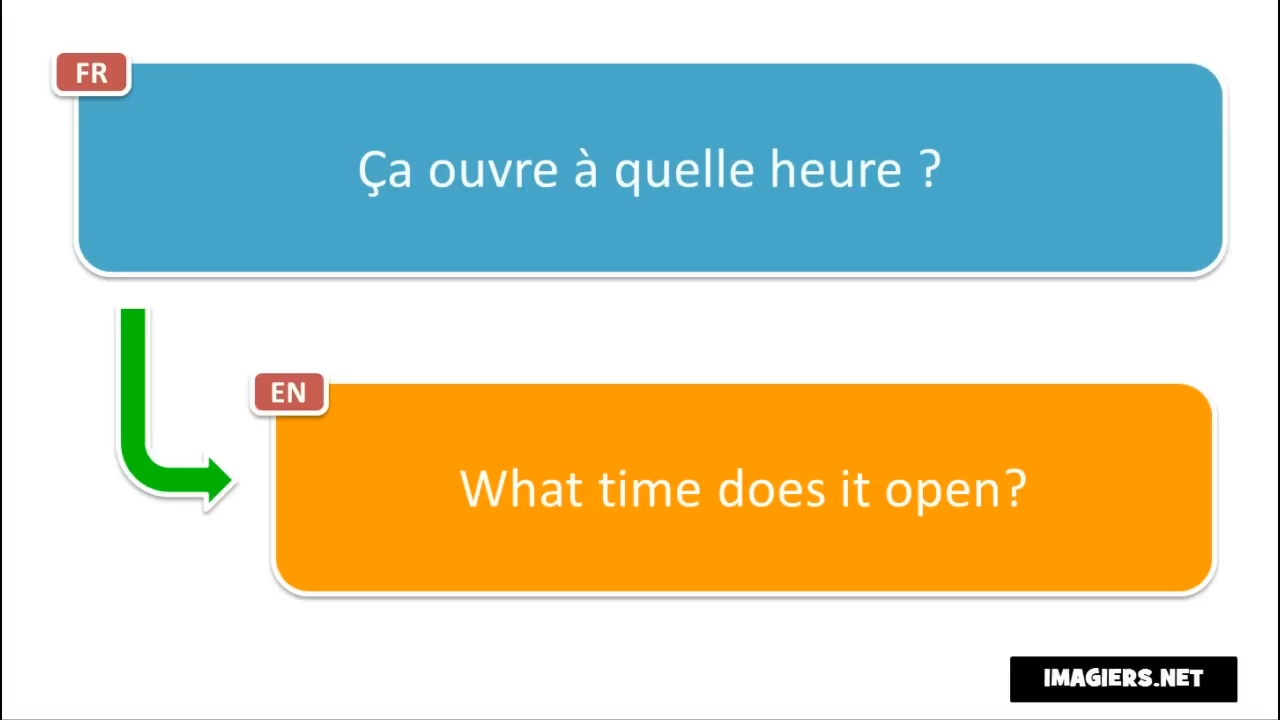 FR
Ça ouvre à quelle heure ?
EN
What time does it open?
IMAGIERS.NET